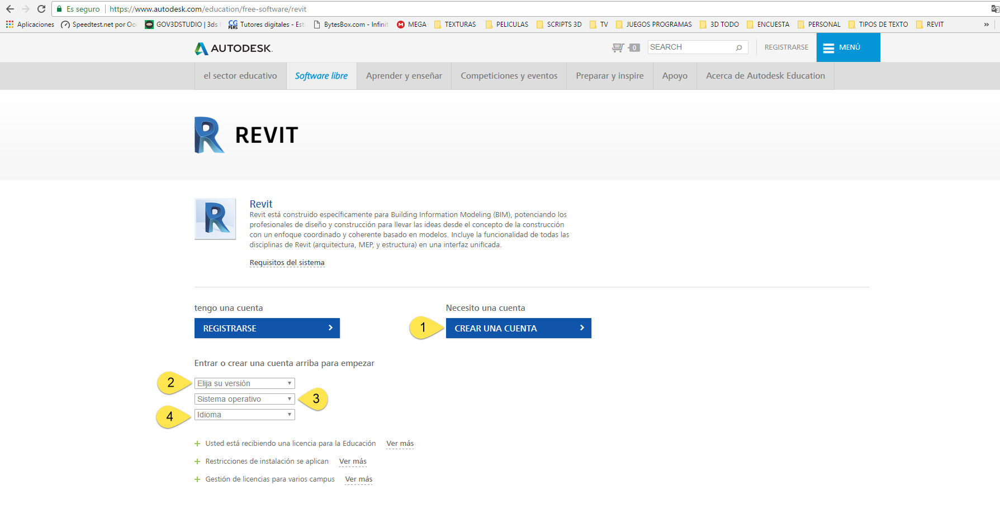 Es seguro https://www.autodesk.com/education/free-software/revit
Aplicaciones Speedtest.net por Ool GOV3DSTUDIO | 3ds CG PERS Tutores digitales - Est BytesBox.com - Infinit M MEGA TEXTURAS PELICULAS SCRIPTS 3D TV JUEGOS PROGRAMAS 3D TODO ENCUESTA PERSONAL TIPOS DE TEXTO REVIT »
AUTODESK. 0 SEARCH REGISTRARSE MENÚ
el sector educativo Software libre Aprender y enseñar Competiciones y eventos Preparar y inspire Apoyo Acerca de Autodesk Education
REVIT
Revit
Revit está construido específicamente para Building Information Modeling (BIM), potenciando los
profesionales de diseño y construcción para llevar las ideas desde el concepto de la construcción
con un enfoque coordinado y coherente basado en modelos. Incluye la funcionalidad de todas las
disciplinas de Revit (arquitectura, MEP, y estructura) en una interfaz unificada.
Requisitos del sistema
tengo una cuenta Necesito una cuenta
REGISTRARSE 1 CREAR UNA CUENTA
Entrar o crear una cuenta arriba para empezar
2 Elija su versión
Sistema operativo 3
4 Idioma
+ Usted está recibiendo una licencia para la Educación Ver más
+ Restricciones de instalación se aplican Ver más
+ Gestión de licencias para varios campus Ver más